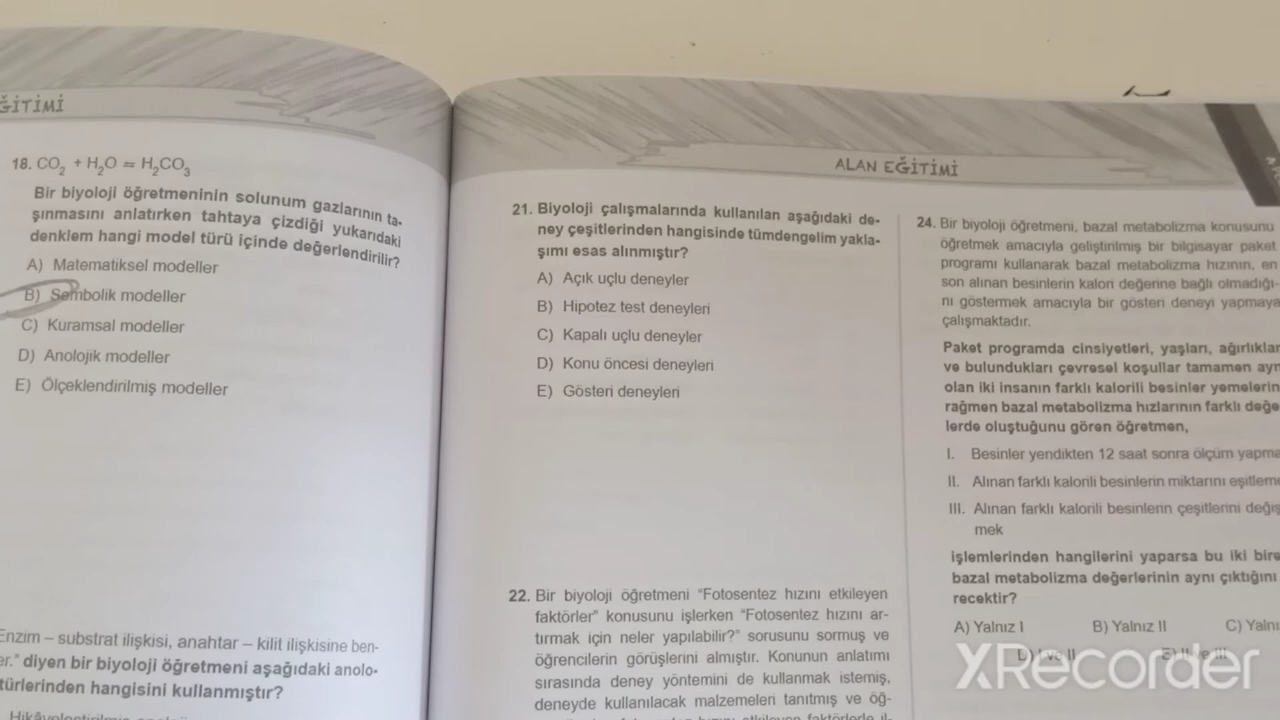 ĞİTİMİ
18. CO₂ + H₂O = H₂CO₃
Bir biyoloji öğretmeninin solunum gazlarının ta-
şınmasını anlatırken tahtaya çizdiği yukarıdaki
denklem hangi model türü içinde değerlendirilir?
A) Matematiksel modeller
B) Sembolik modeller
C) Kuramsal modeller
D) Anolojik modeller
E) Ölçeklendirilmiş modeller
Enzim – substrat ilişkisi, anahtar – kilit ilişkisine ben-
er.” diyen bir biyoloji öğretmeni aşağıdaki anolo-
türlerinden hangisini kullanmıştır?
ALAN EĞİTİMİ
21. Biyoloji çalışmalarında kullanılan aşağıdaki de-
ney çeşitlerinden hangisinde tümdengelim yakla-
şımı esas alınmıştır?
A) Açık uçlu deneyler
B) Hipotez test deneyleri
C) Kapalı uçlu deneyler
D) Konu öncesi deneyleri
E) Gösteri deneyleri
22. Bir biyoloji öğretmeni “Fotosentez hızını etkileyen
faktörler” konusunu işlerken “Fotosentez hızını ar-
tırmak için neler yapılabilir?” sorusunu sormuş ve
öğrencilerin görüşlerini almıştır. Konunun anlatımı
sırasında deney yöntemini de kullanmak istemiş,
deneyde kullanılacak malzemeleri tanıtmış ve öğ-
24. Bir biyoloji öğretmeni, bazal metabolizma konusunu
öğretmek amacıyla geliştirilmiş bir bilgisayar paket
programı kullanarak bazal metabolizma hızının, en
son alınan besinlerin kalori değerine bağlı olmadığı-
nı göstermek amacıyla bir gösteri deneyi yapmaya
çalışmaktadır.
Paket programda cinsiyetleri, yaşları, ağırlıklar
ve bulundukları çevresel koşullar tamamen ayn
olan iki insanın farklı kalorili besinler yemelerin
rağmen bazal metabolizma hızlarının farklı değe
lerde oluştuğunu gören öğretmen,
I. Besinler yendikten 12 saat sonra ölçüm yapma
II. Alınan farklı kalorili besinlerin miktarını eşitleme
III. Alınan farklı kalorili besinlerin çeşitlerini değiş
mek
işlemlerinden hangilerini yaparsa bu iki bire
bazal metabolizma değerlerinin aynı çıktığını
recektir?
A) Yalnız I B) Yalnız II C) Yalnı
D) I ve II E) II ve III
XRecorder